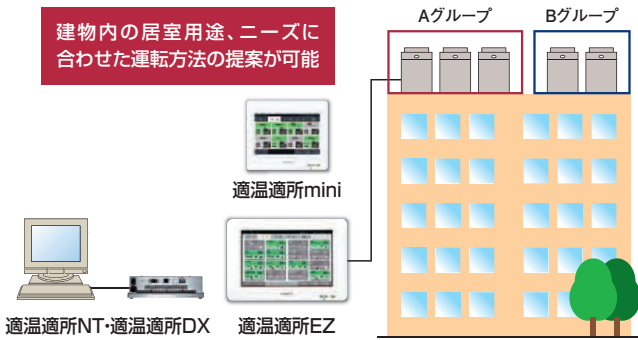 建物内の居室用途、ニーズに
合わせた運転方法の提案が可能
Aグループ
Bグループ
適温適所mini
適温適所NT・適温適所DX
適温適所EZ